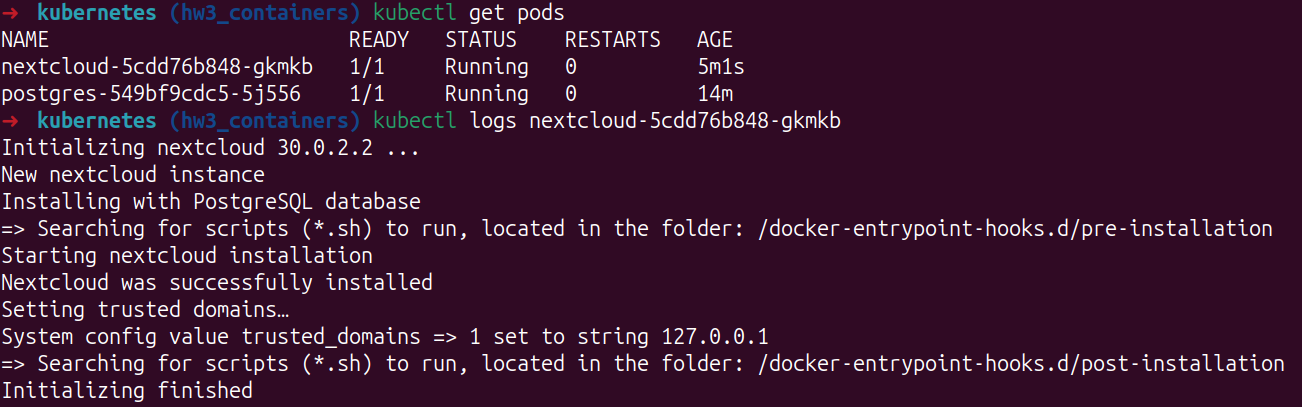 → kubernetes (hw3_containers) kubectl get pods
NAME                         READY   STATUS    RESTARTS   AGE
nextcloud-5cdd76b848-gkmkb   1/1     Running   0          5m1s
postgres-549bf9cdc5-5j556    1/1     Running   0          14m
→ kubernetes (hw3_containers) kubectl logs nextcloud-5cdd76b848-gkmkb
Initializing nextcloud 30.0.2.2 ...
New nextcloud instance
Installing with PostgreSQL database
=> Searching for scripts (*.sh) to run, located in the folder: /docker-entrypoint-hooks.d/pre-installation
Starting nextcloud installation
Nextcloud was successfully installed
Setting trusted domains…
System config value trusted_domains => 1 set to string 127.0.0.1
=> Searching for scripts (*.sh) to run, located in the folder: /docker-entrypoint-hooks.d/post-installation
Initializing finished